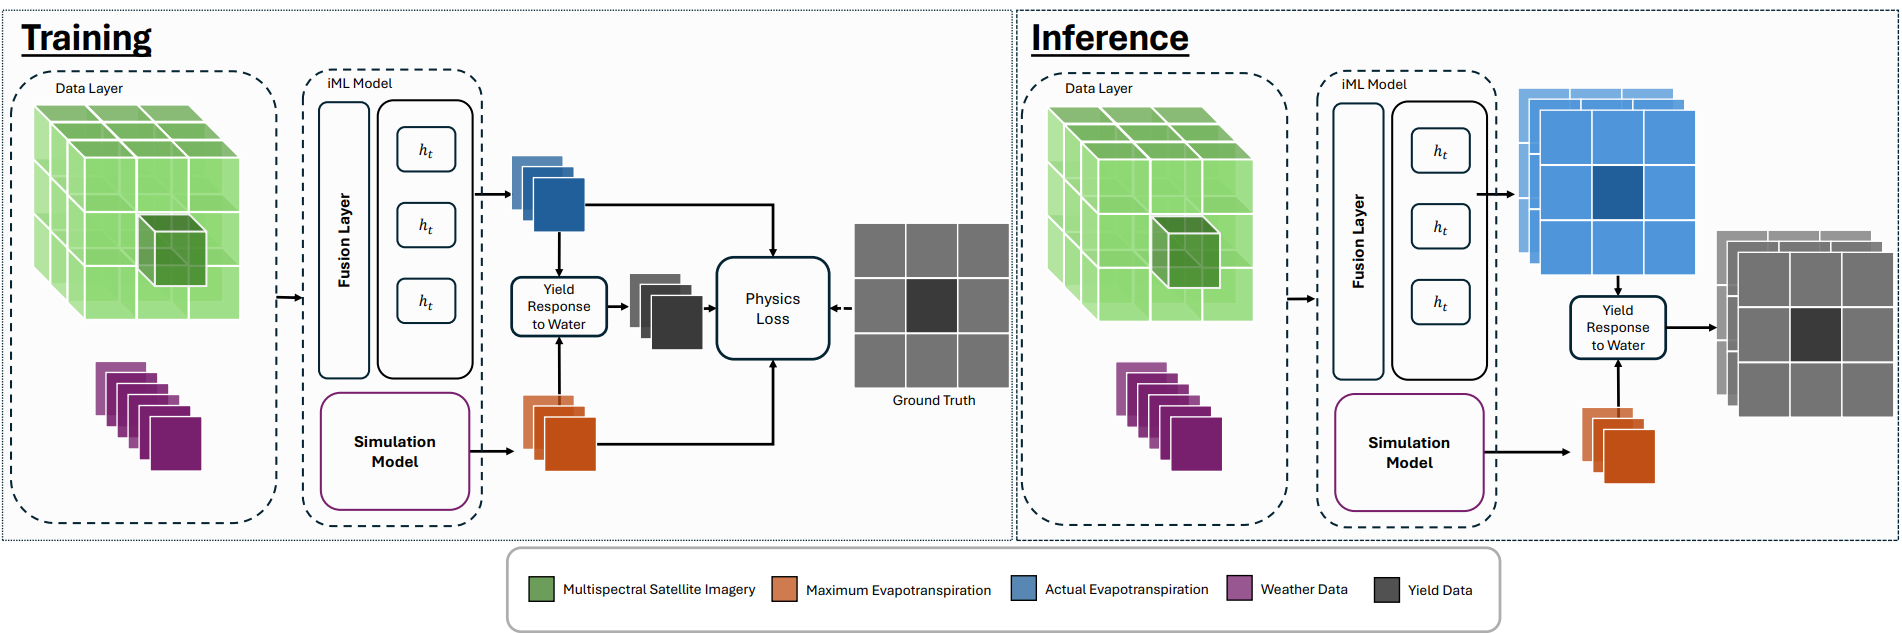 Training
Data Layer
iML Model
Fusion Layer
h_t
h_t
h_t
Simulation
Model
Yield
Response
to Water
Physics
Loss
Ground Truth
Inference
Data Layer
iML Model
Fusion Layer
h_t
h_t
h_t
Simulation
Model
Yield
Response
to Water
Multispectral Satellite Imagery
Maximum Evapotranspiration
Actual Evapotranspiration
Weather Data
Yield Data